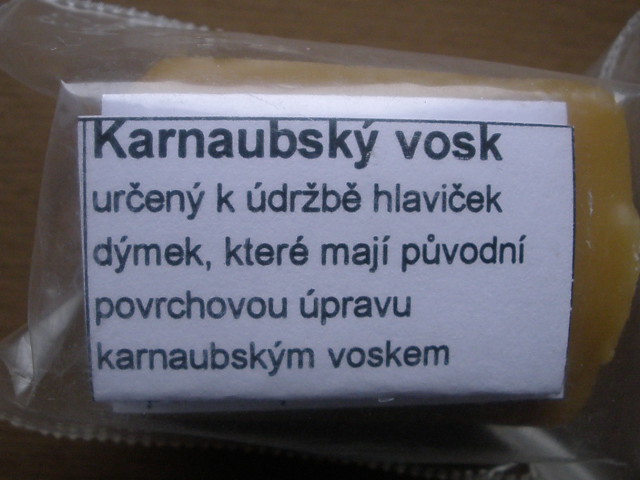 Karnaubský vosk
určený k údržbě hlaviček
dýmek, které mají původní
povrchovou úpravu
karnaubským voskem